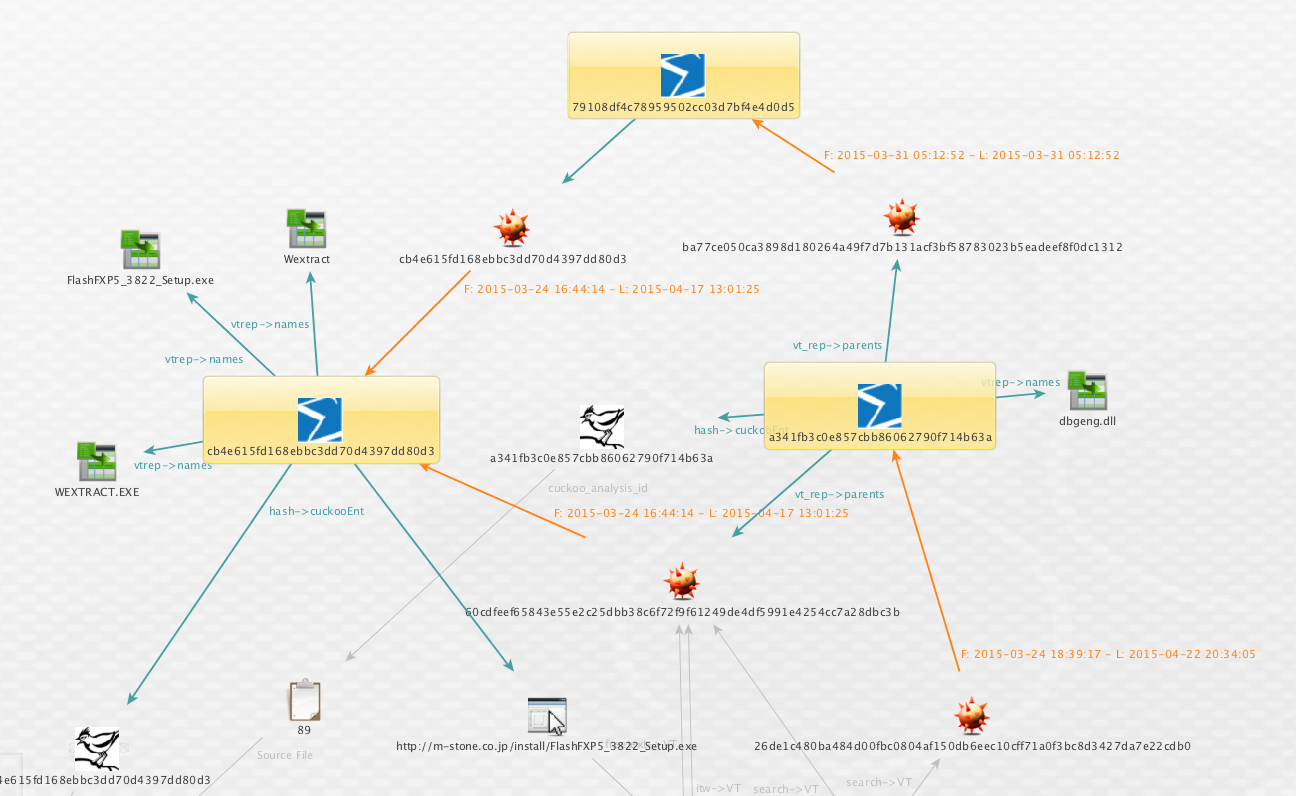 79108df4c78959502cc03d7bf4e4d0d5
F: 2015-03-31 05:12:52 - L: 2015-03-31 05:12:52
ba77ce050ca3898d180264a49f7d7b131acf3bf58783023b5eadeef8f0dc1312
Wextract
cb4e615fd168ebbc3dd70d4397dd80d3
FlashFXP5_3822_Setup.exe
F: 2015-03-24 16:44:14 - L: 2015-04-17 13:01:25
vtrep->names
vt_rep->parents
vtrep->names
vtrep->names
dbgeng.dll
hash->cuckooEnt
a341fb3c0e857cbb86062790f714b63a
cb4e615fd168ebbc3dd70d4397dd80d3
a341fb3c0e857cbb86062790f714b63a
vtrep->names
WEXTRACT.EXE
cuckoo_analysis_id
vt_rep->parents
hash->cuckooEnt
F: 2015-03-24 16:44:14 - L: 2015-04-17 13:01:25
60cdfeef65843e55e2c25dbb38c6f72f9f61249de4df5991e4254cc7a28dbc3b
F: 2015-03-24 18:39:17 - L: 2015-04-22 20:34:05
89
http://m-stone.co.jp/install/FlashFXP5_3822_Setup.exe
26de1c480ba484d00fbc0804af150db6eec10cff71a0f3bc8d3427da7e22cdb0
Source File
4e615fd168ebbc3dd70d4397dd80d3
itw->VT
search->VT
search->VT